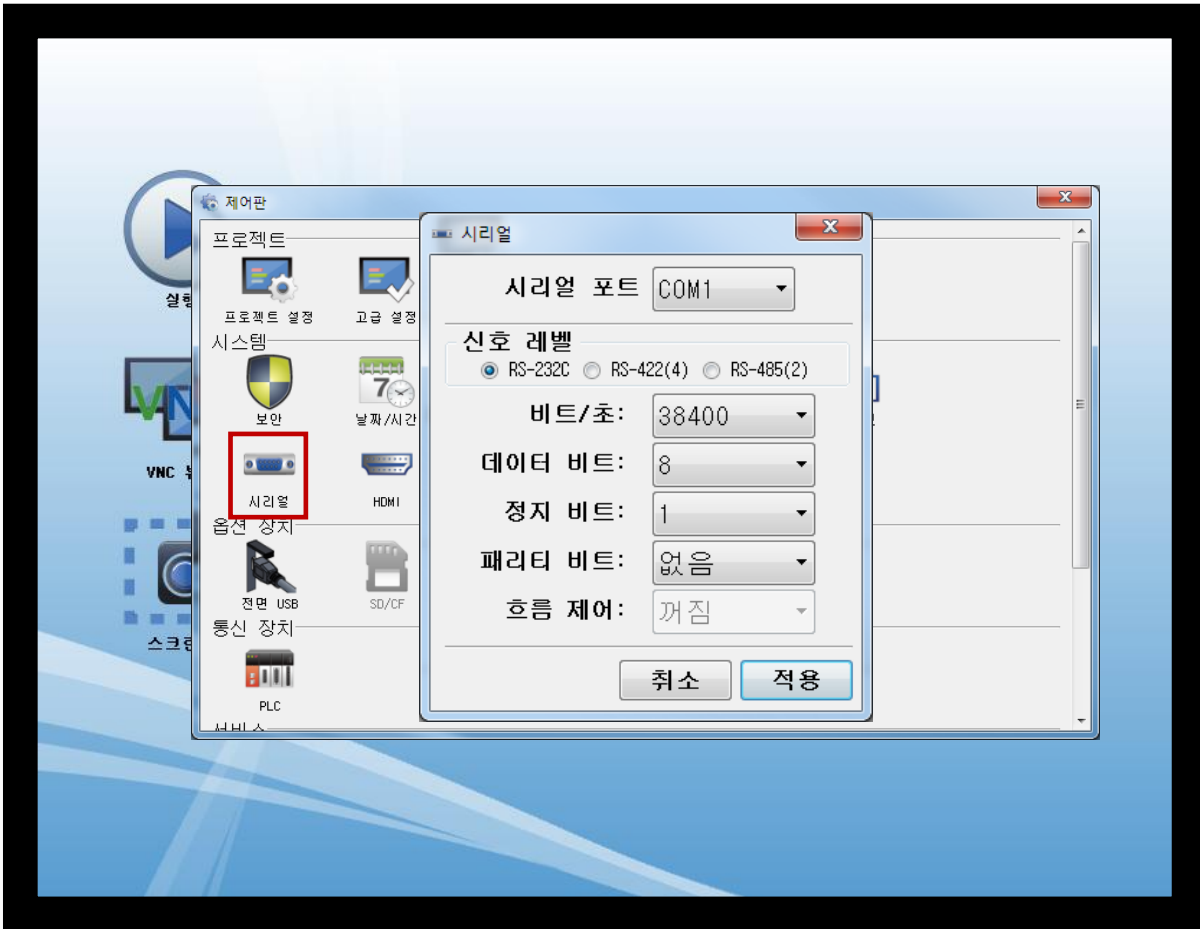 제어판
프로젝트
프로젝트 설정
고급 설정
시스템
보안
날짜/시간
시리얼
HDMI
옵션 장치
전면 USB
SD/CF
통신 장치
PLC
서비스
시리얼
시리얼 포트 COM1
신호 레벨
RS-232C RS-422(4) RS-485(2)
비트/초: 38400
데이터 비트: 8
정지 비트: 1
패리티 비트: 없음
흐름 제어: 꺼짐
취소 적용
VNC